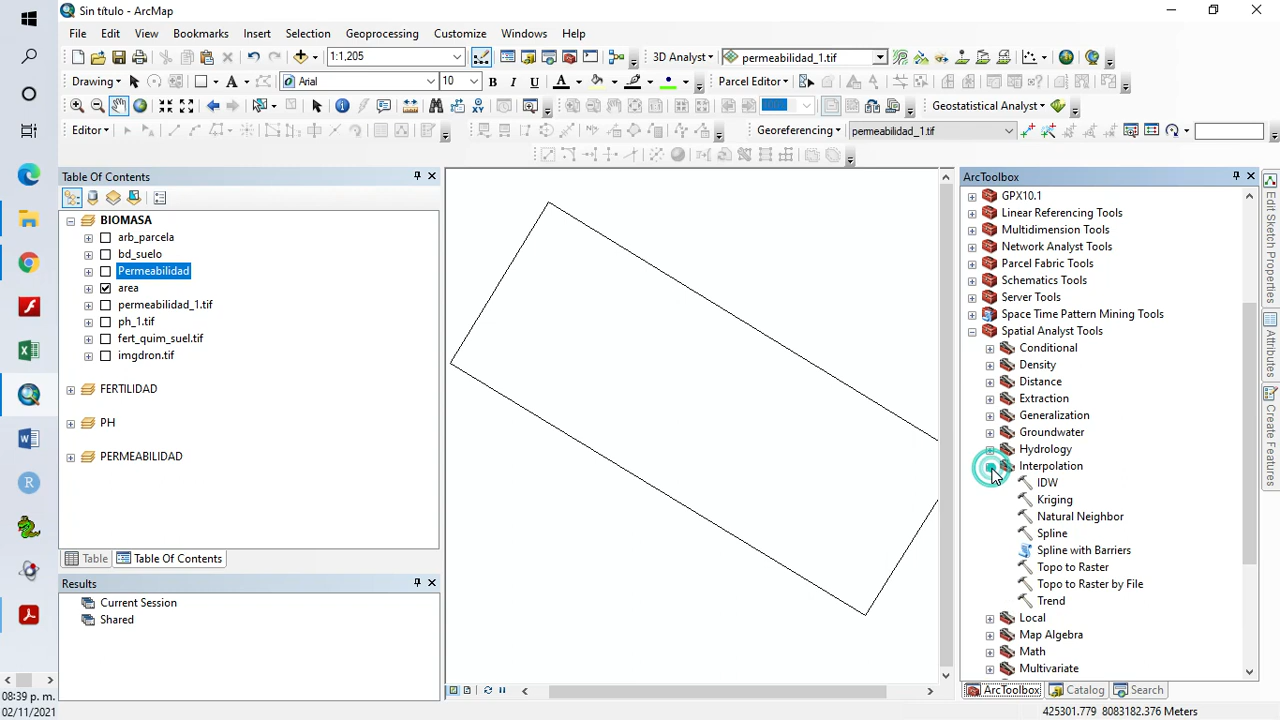 Sin título - ArcMap
File Edit View Bookmarks Insert Selection Geoprocessing Customize Windows Help
1:1,205 3D Analyst permeabilidad_1.tif
Drawing A Arial 10 B I U A Parcel Editor
Geostatistical Analyst
Editor Georeferencing permeabilidad_1.tif
Table Of Contents
BIOMASA
arb_parcela
bd_suelo
Permeabilidad
area
permeabilidad_1.tif
ph_1.tif
fert_quim_suel.tif
imgdron.tif
FERTILIDAD
PH
PERMEABILIDAD
Table Table Of Contents
Results
Current Session
Shared
ArcToolbox
GPX10.1
Linear Referencing Tools
Multidimension Tools
Network Analyst Tools
Parcel Fabric Tools
Schematics Tools
Server Tools
Space Time Pattern Mining Tools
Spatial Analyst Tools
Conditional
Density
Distance
Extraction
Generalization
Groundwater
Hydrology
Interpolation
IDW
Kriging
Natural Neighbor
Spline
Spline with Barriers
Topo to Raster
Topo to Raster by File
Trend
Local
Map Algebra
Math
Multivariate
ArcToolbox Catalog Search
Edit Sketch Properties
Attributes
Create Features
08:39 p. m.
02/11/2021
425301.779 8083182.376 Meters